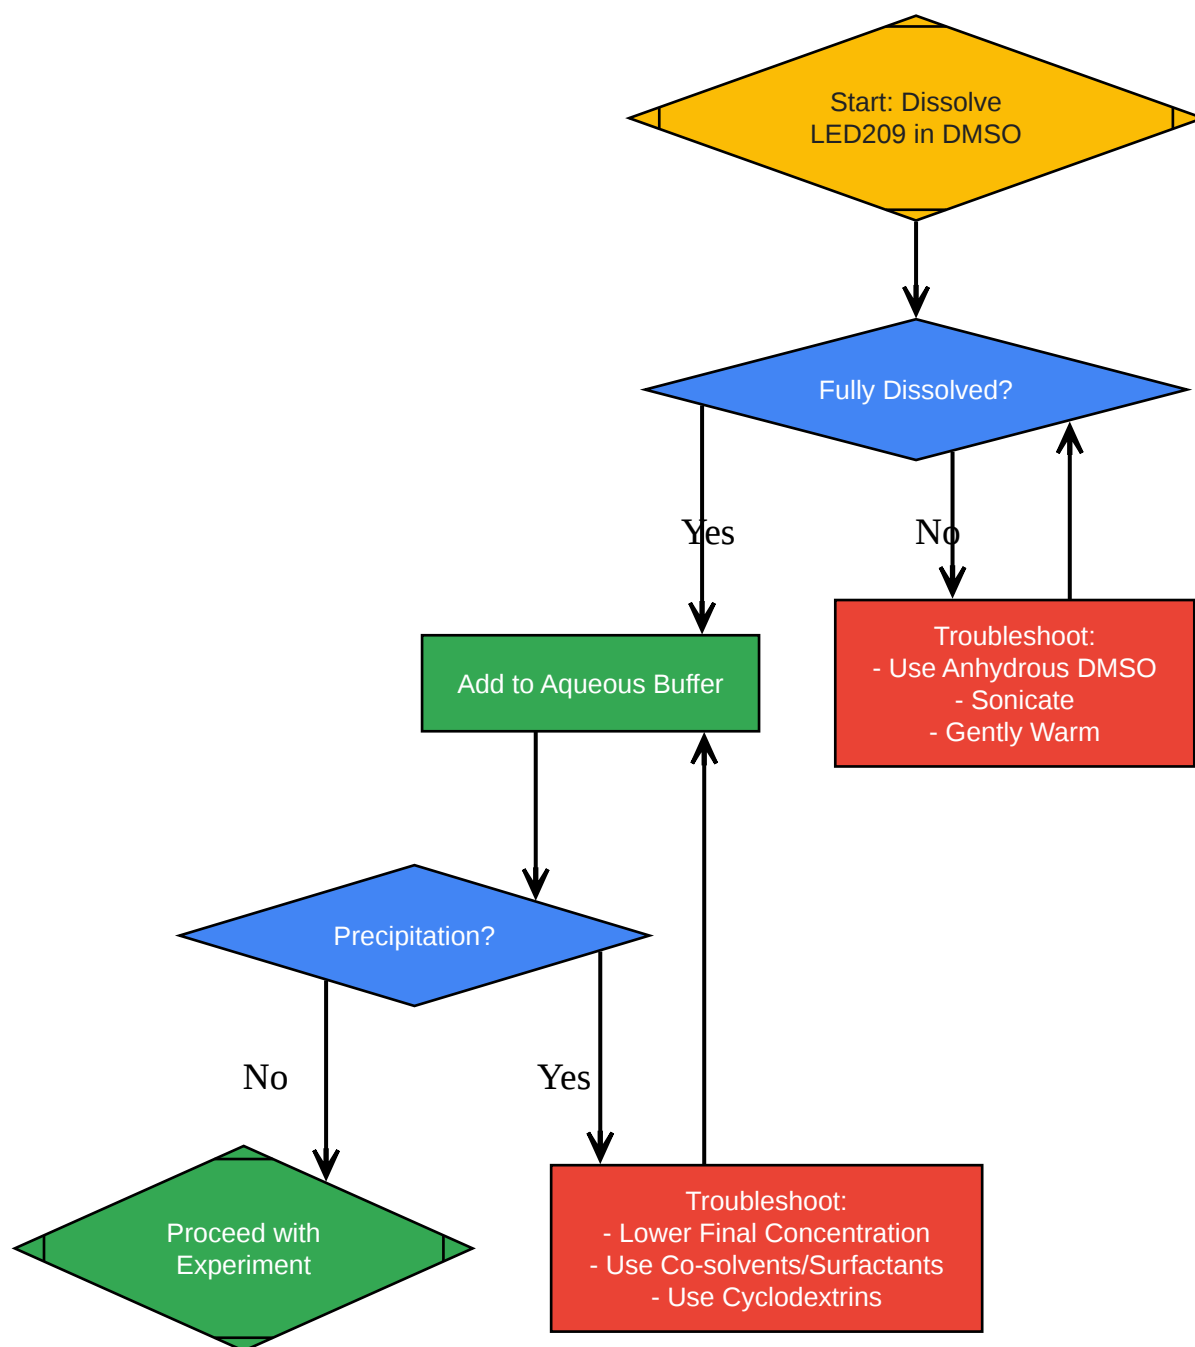 Start: Dissolve
LED209 in DMSO
Fully Dissolved?
Yes
No
Troubleshoot:
- Use Anhydrous DMSO
- Sonicate
- Gently Warm
Add to Aqueous Buffer
Precipitation?
No
Yes
Proceed with
Experiment
Troubleshoot:
- Lower Final Concentration
- Use Co-solvents/Surfactants
- Use Cyclodextrins